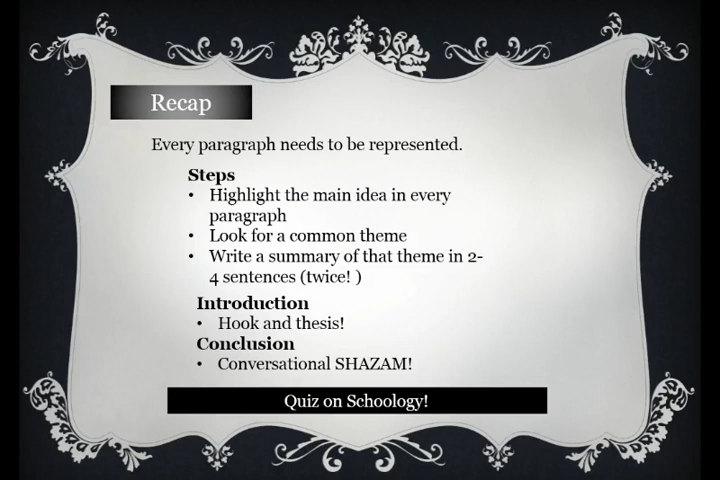 Recap
Every paragraph needs to be represented.
Steps
• Highlight the main idea in every
paragraph
• Look for a common theme
• Write a summary of that theme in 2-
4 sentences (twice! )
Introduction
• Hook and thesis!
Conclusion
• Conversational SHAZAM!
Quiz on Schoology!